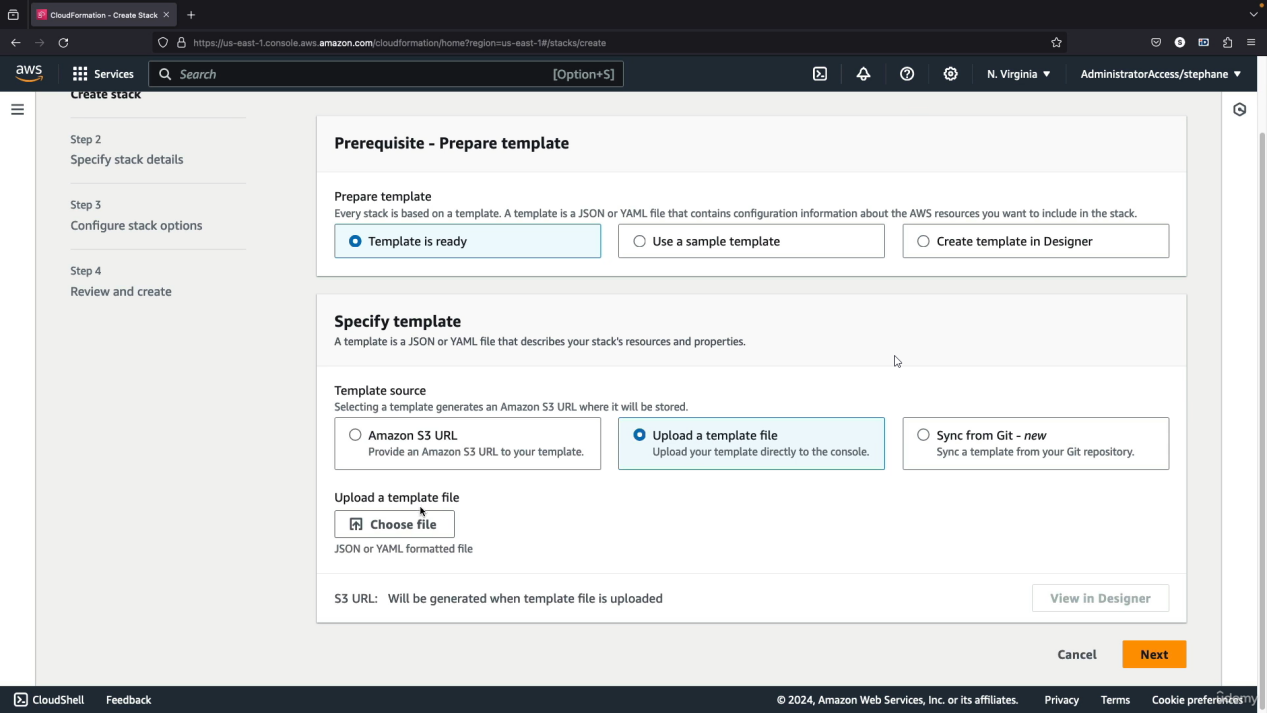 CloudFormation - Create Stack
https://us-east-1.console.aws.amazon.com/cloudformation/home?region=us-east-1#/stacks/create
aws
Services
Search
[Option+S]
N. Virginia
AdministratorAccess/stephane
Create stack
Step 2
Specify stack details
Step 3
Configure stack options
Step 4
Review and create
Prerequisite - Prepare template
Prepare template
Every stack is based on a template. A template is a JSON or YAML file that contains configuration information about the AWS resources you want to include in the stack.
Template is ready
Use a sample template
Create template in Designer
Specify template
A template is a JSON or YAML file that describes your stack's resources and properties.
Template source
Selecting a template generates an Amazon S3 URL where it will be stored.
Amazon S3 URL
Provide an Amazon S3 URL to your template.
Upload a template file
Upload your template directly to the console.
Sync from Git - new
Sync a template from your Git repository.
Upload a template file
Choose file
JSON or YAML formatted file
S3 URL: Will be generated when template file is uploaded
View in Designer
Cancel
Next
CloudShell
Feedback
© 2024, Amazon Web Services, Inc. or its affiliates.
Privacy
Terms
Cookie preferences
Udemy